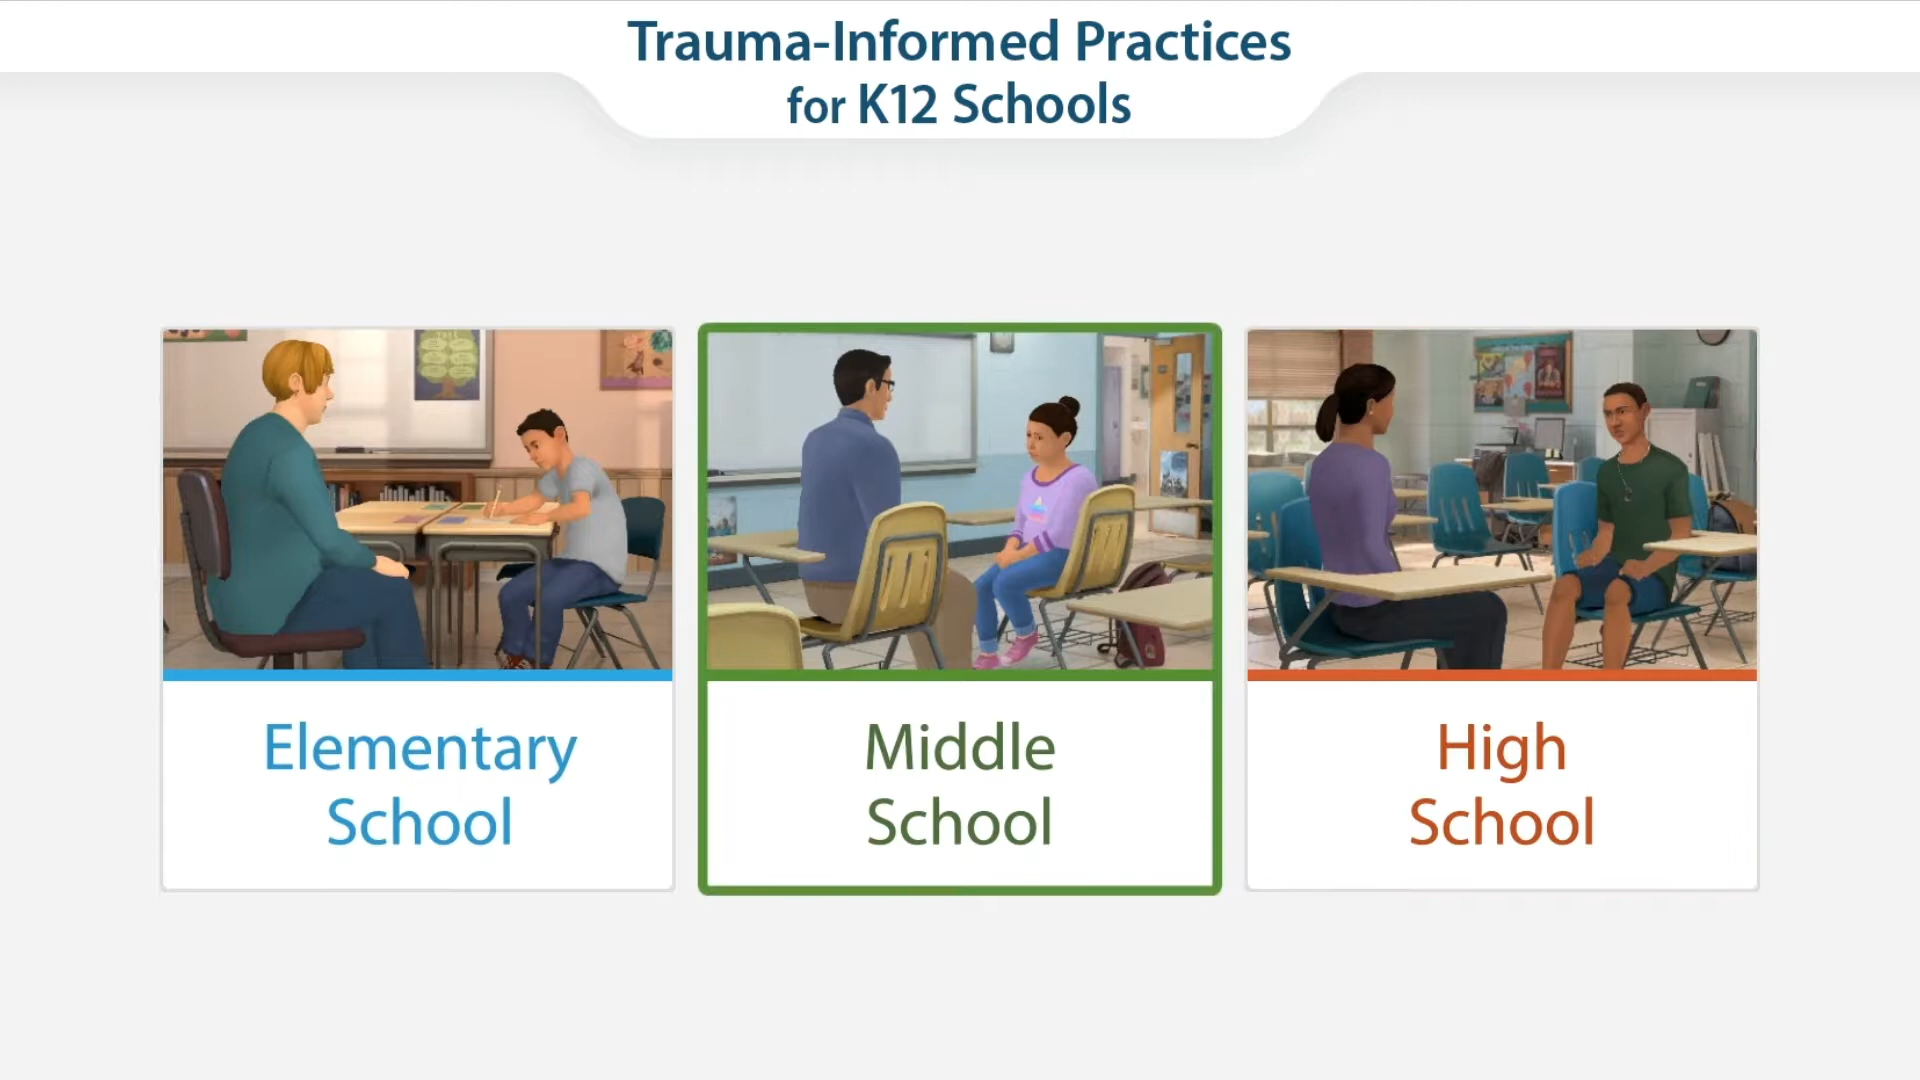 Trauma-Informed Practices
for K12 Schools
Elementary
School
Middle
School
High
School